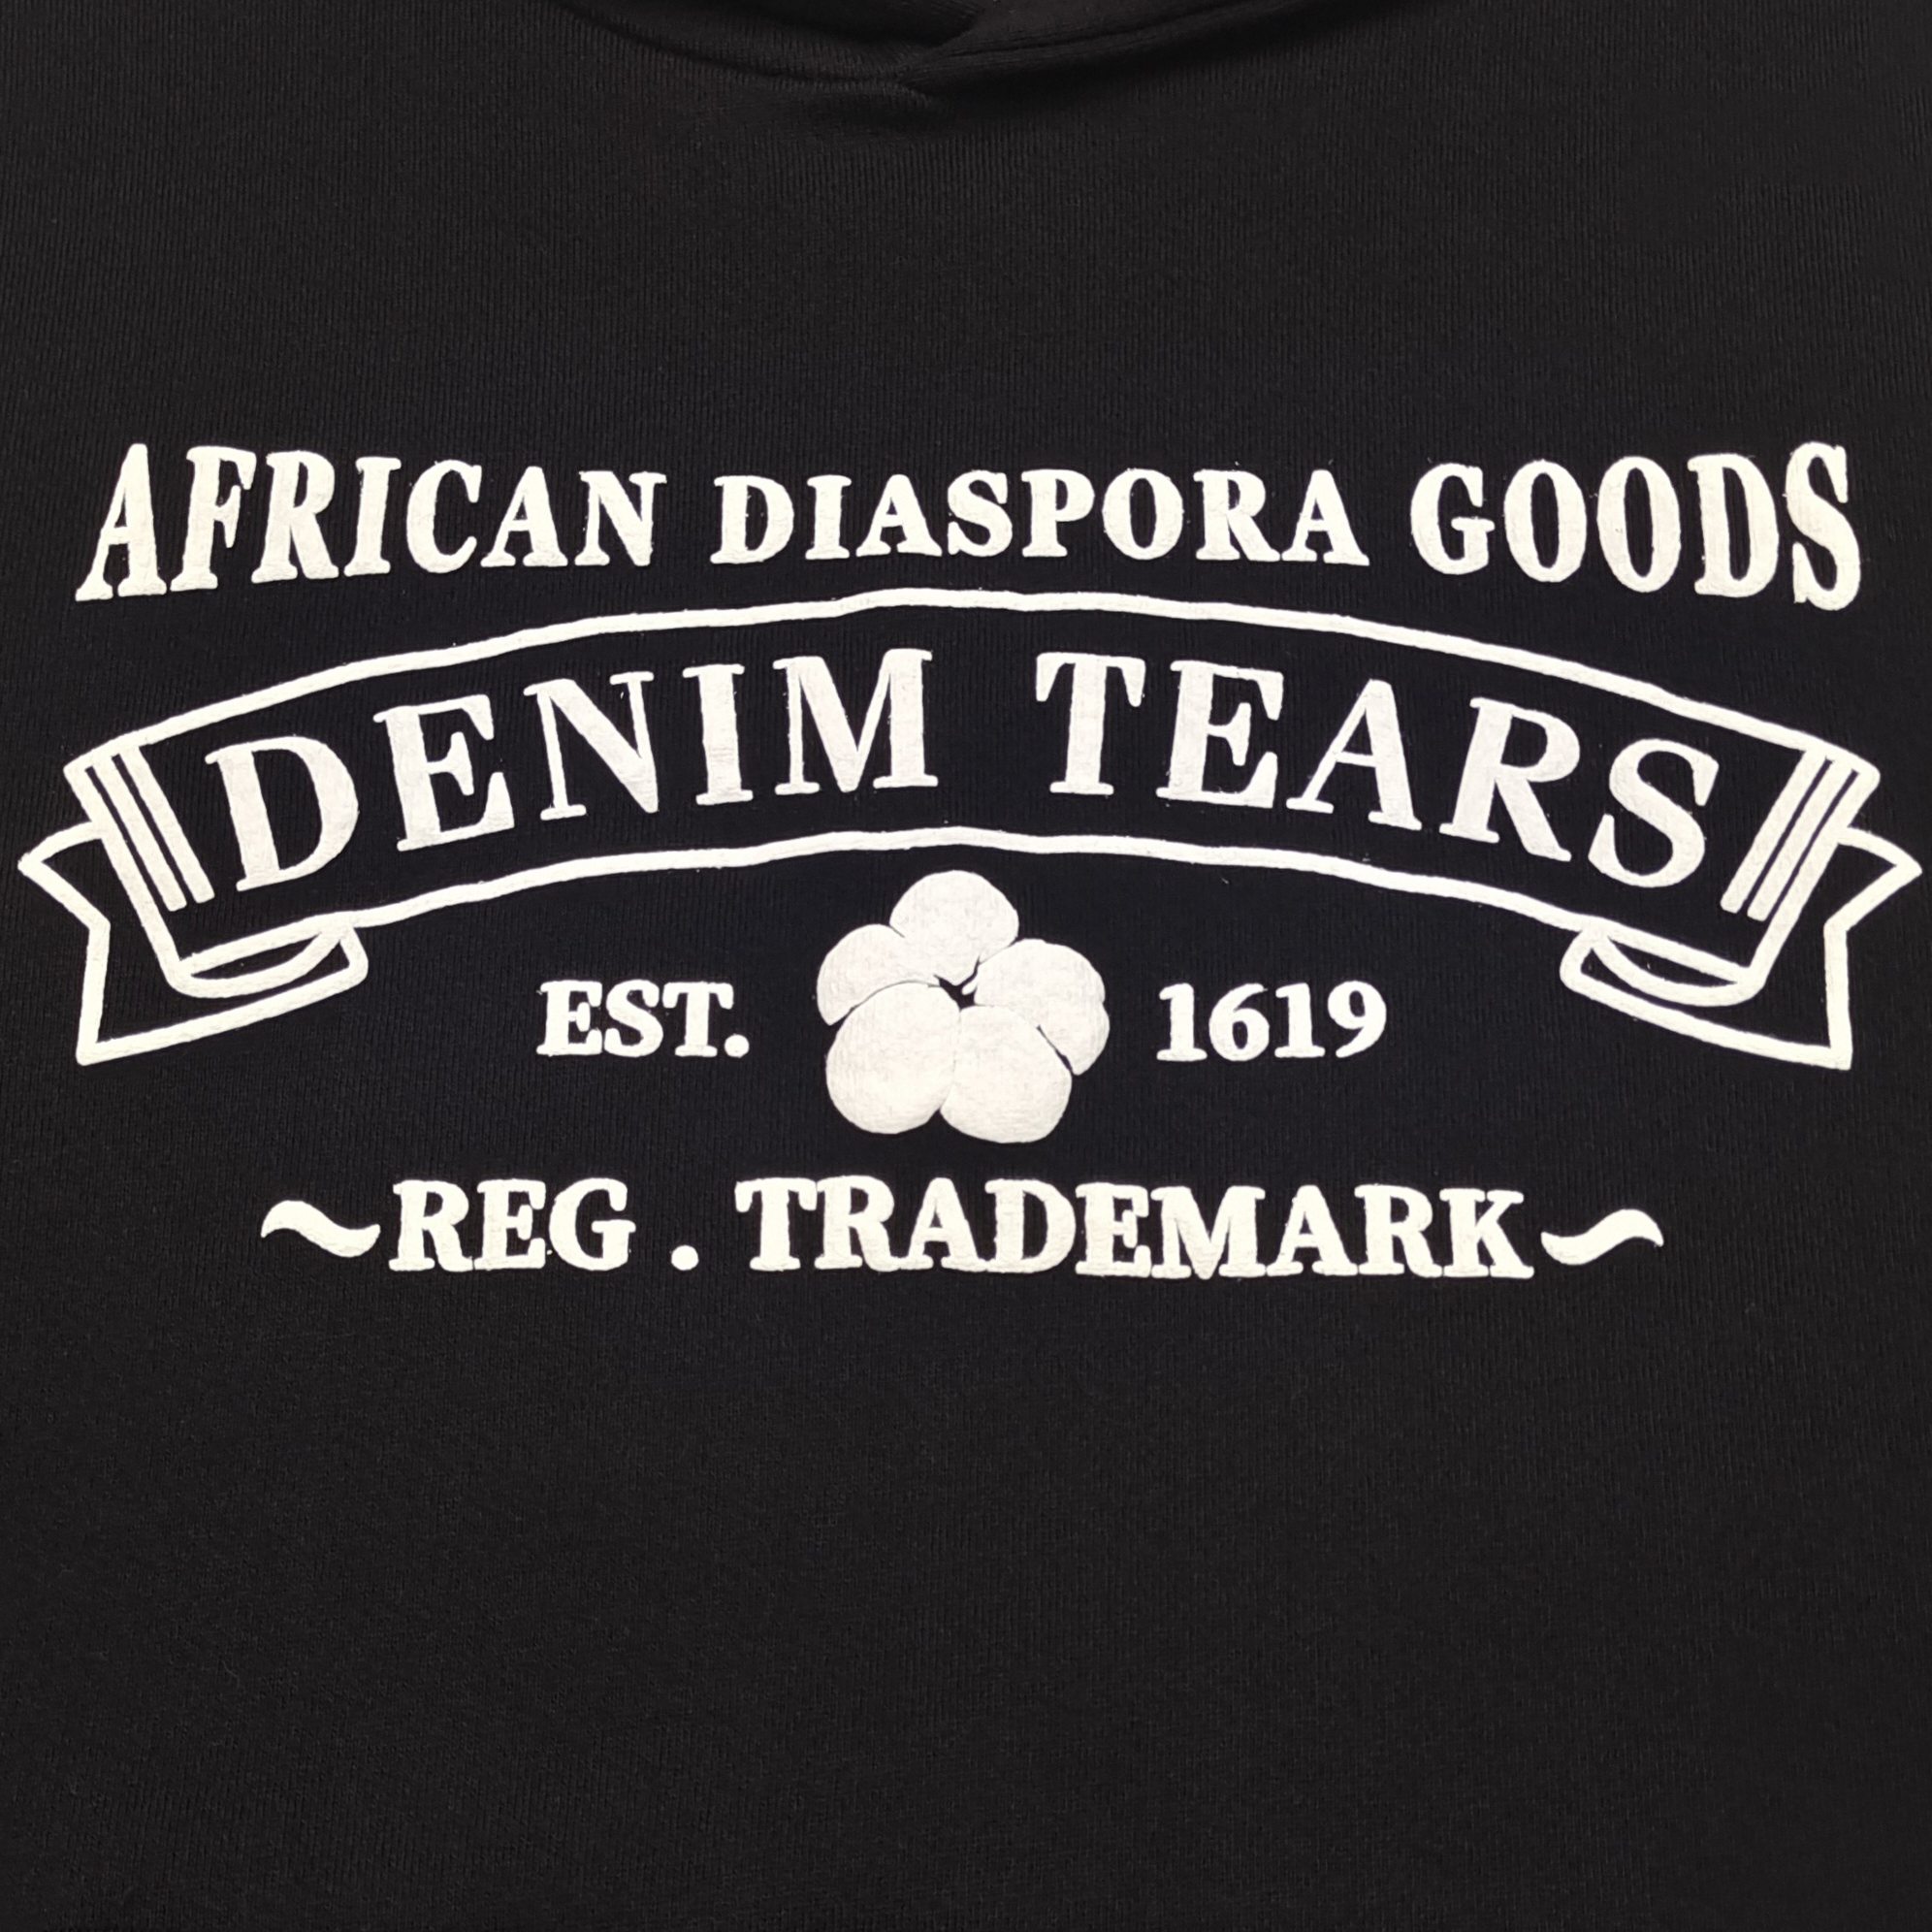 AFRICAN DIASPORA GOODS
DENIM TEARS
EST. 1619
~REG . TRADEMARK~